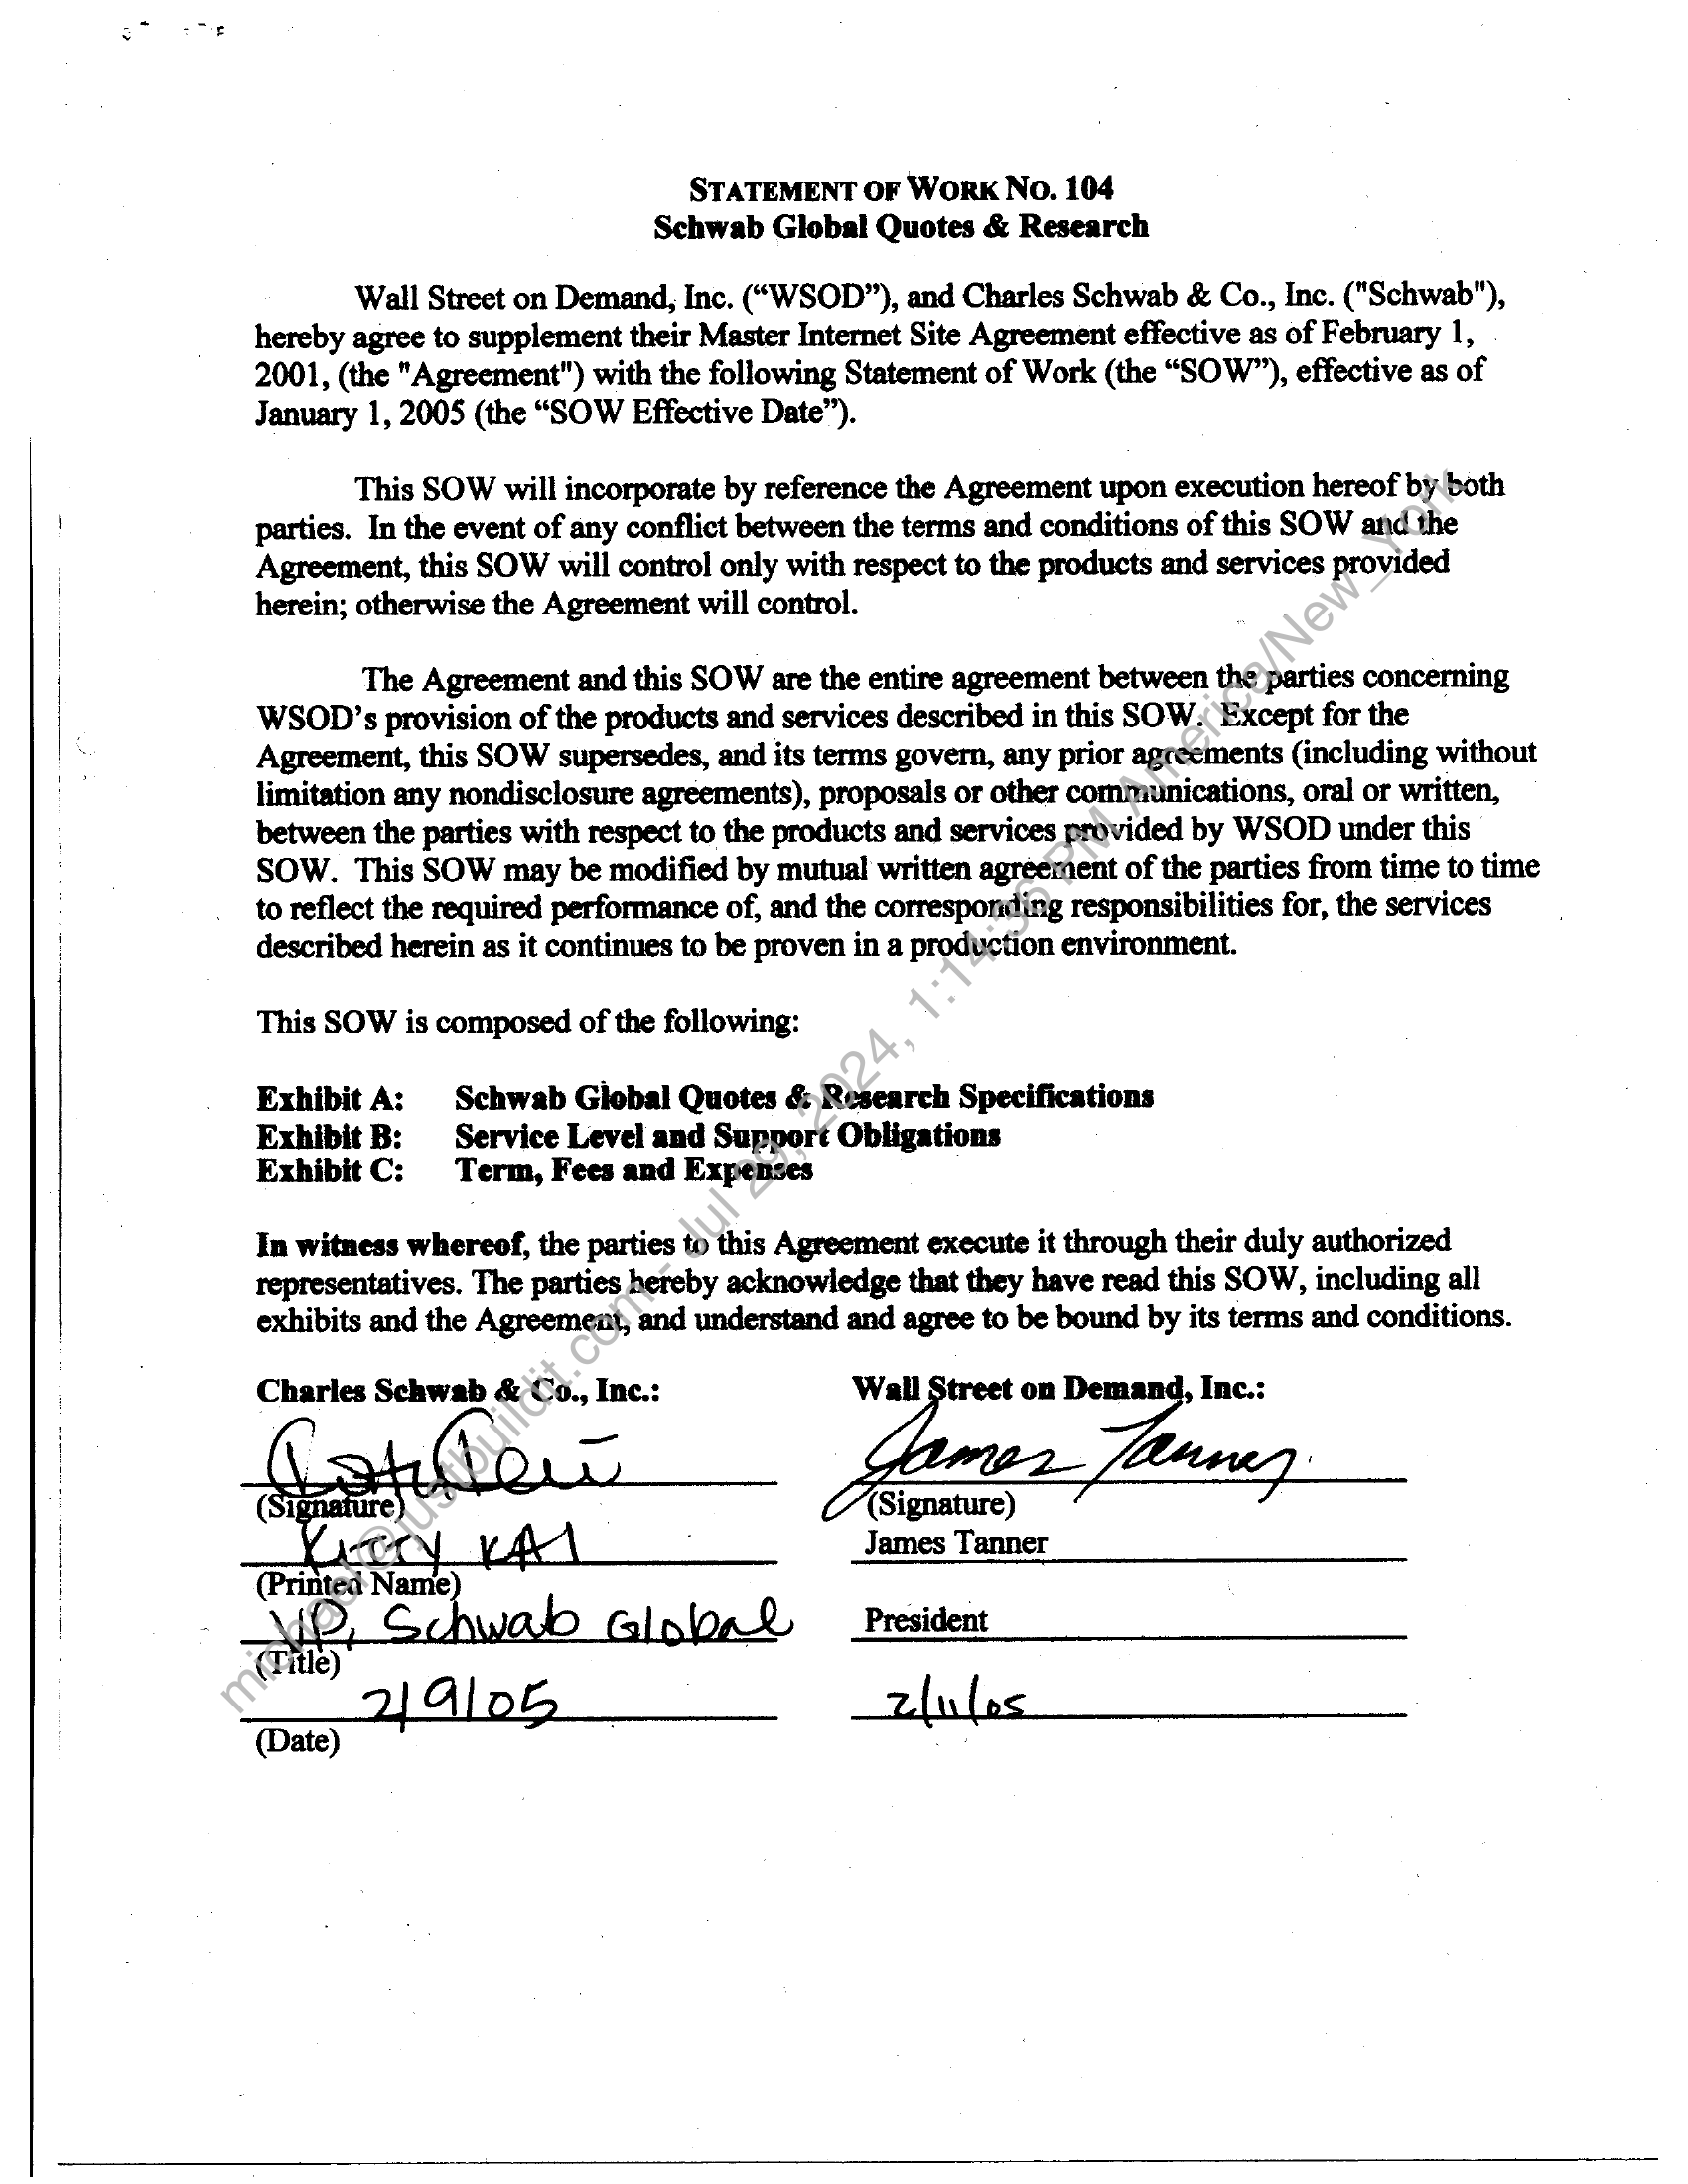 STATEMENT OF WORK NO. 104
Schwab Global Quotes & Research
Wall Street on Demand, Inc. (“WSOD”), and Charles Schwab & Co., Inc. ("Schwab"),
hereby agree to supplement their Master Internet Site Agreement effective as of February 1,
2001, (the "Agreement") with the following Statement of Work (the “SOW”), effective as of
January 1, 2005 (the “SOW Effective Date”).
This SOW will incorporate by reference the Agreement upon execution hereof by both
parties. In the event of any conflict between the terms and conditions of this SOW and the
Agreement, this SOW will control only with respect to the products and services provided
herein; otherwise the Agreement will control.
The Agreement and this SOW are the entire agreement between the parties concerning
WSOD’s provision of the products and services described in this SOW. Except for the
Agreement, this SOW supersedes, and its terms govern, any prior agreements (including without
limitation any nondisclosure agreements), proposals or other communications, oral or written,
between the parties with respect to the products and services provided by WSOD under this
SOW. This SOW may be modified by mutual written agreement of the parties from time to time
to reflect the required performance of, and the corresponding responsibilities for, the services
described herein as it continues to be proven in a production environment.
This SOW is composed of the following:
Exhibit A: Schwab Global Quotes & Research Specifications
Exhibit B: Service Level and Support Obligations
Exhibit C: Term, Fees and Expenses
In witness whereof, the parties to this Agreement execute it through their duly authorized
representatives. The parties hereby acknowledge that they have read this SOW, including all
exhibits and the Agreement, and understand and agree to be bound by its terms and conditions.
Charles Schwab & Co., Inc.: Wall Street on Demand, Inc.:
James Tanner
(Signature) (Signature)
KITTY KAI James Tanner
(Printed Name)
VP, Schwab Global President
(Title)
2/9/05 2/11/05
(Date)
michael@justbuildit.com - Jul 29, 2024, 1:14:36 PM America/New_York